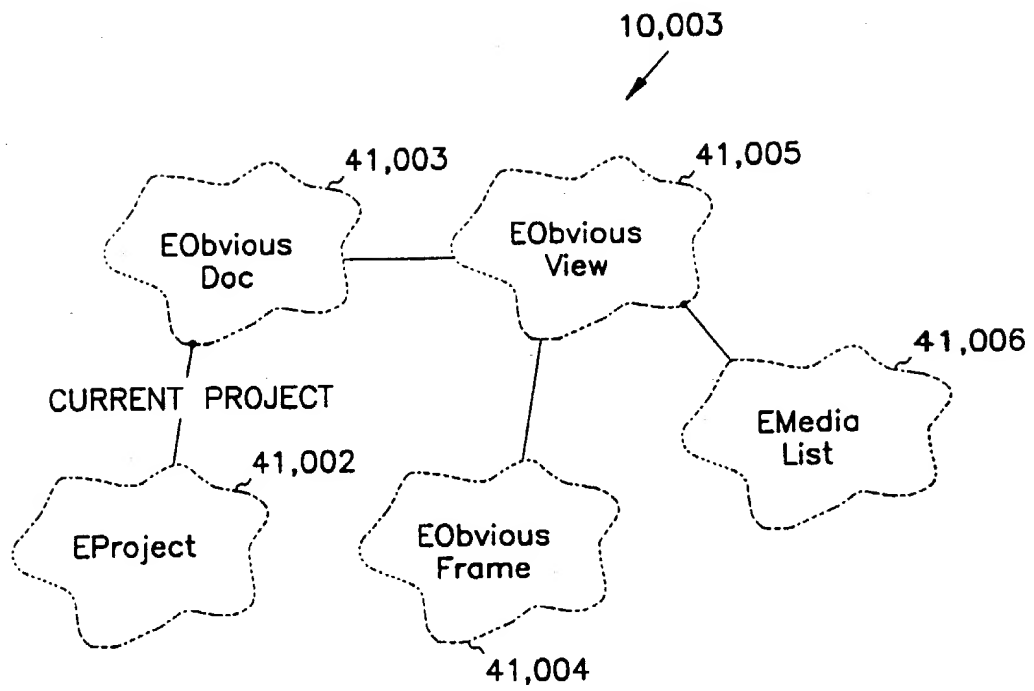 10,003
41,003
41,005
EObvious
Doc
EObvious
View
41,006
CURRENT PROJECT
EMedia
List
41,002
EProject
EObvious
Frame
41,004